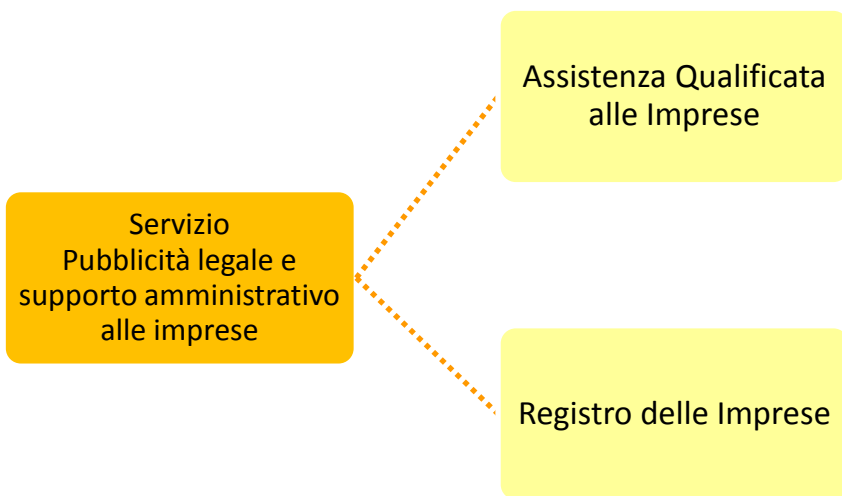 Assistenza Qualificata
alle Imprese
Servizio
Pubblicità legale e
supporto amministrativo
alle imprese
Registro delle Imprese